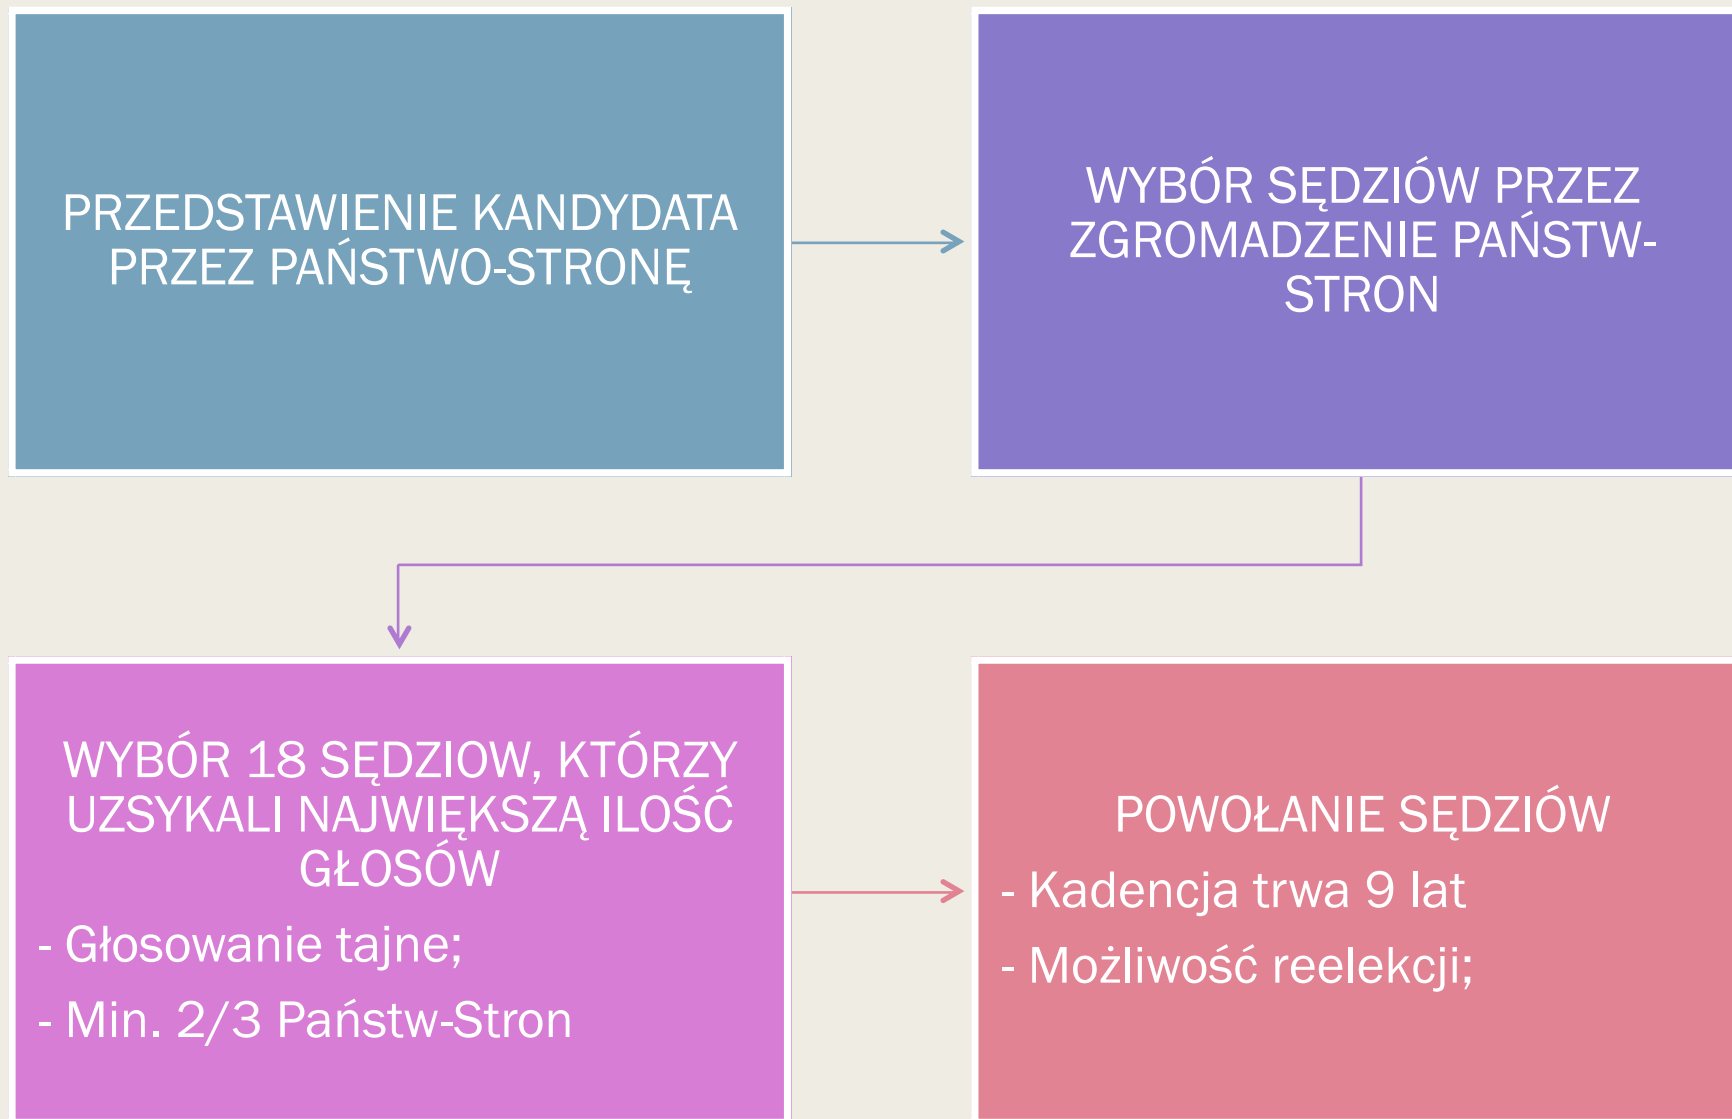 PRZEDSTAWIENIE KANDYDATA
PRZEZ PAŃSTWO-STRONĘ
WYBÓR SĘDZIÓW PRZEZ
ZGROMADZENIE PAŃSTW-
STRON
WYBÓR 18 SĘDZIOW, KTÓRZY
UZSYKALI NAJWIĘKSZĄ ILOŚĆ
GŁOSÓW
- Głosowanie tajne;
- Min. 2/3 Państw-Stron
POWOŁANIE SĘDZIÓW
- Kadencja trwa 9 lat
- Możliwość reelekcji;